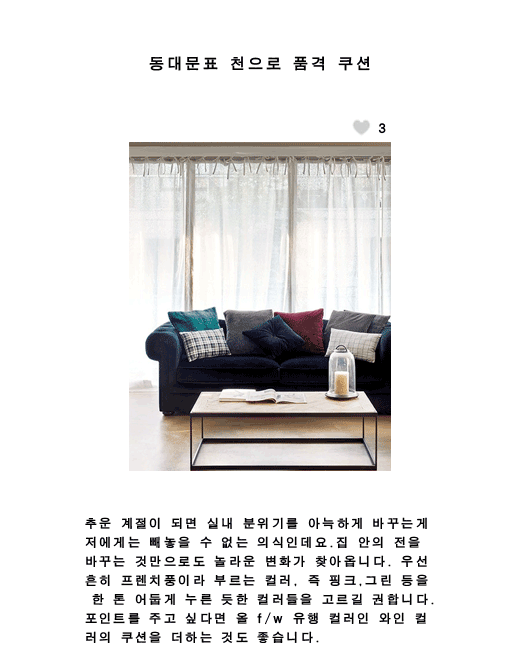 동대문표 천으로 품격 쿠션
3
추운 계절이 되면 실내 분위기를 아늑하게 바꾸는게
저에게는 빼놓을 수 없는 의식인데요.집 안의 전을
바꾸는 것만으로도 놀라운 변화가 찾아옵니다. 우선
흔히 프렌치풍이라 부르는 컬러, 즉 핑크,그린 등을
한 톤 어둡게 누른 듯한 컬러들을 고르길 권합니다.
포인트를 주고 싶다면 올 f/w 유행 컬러인 와인 컬
러의 쿠션을 더하는 것도 좋습니다.